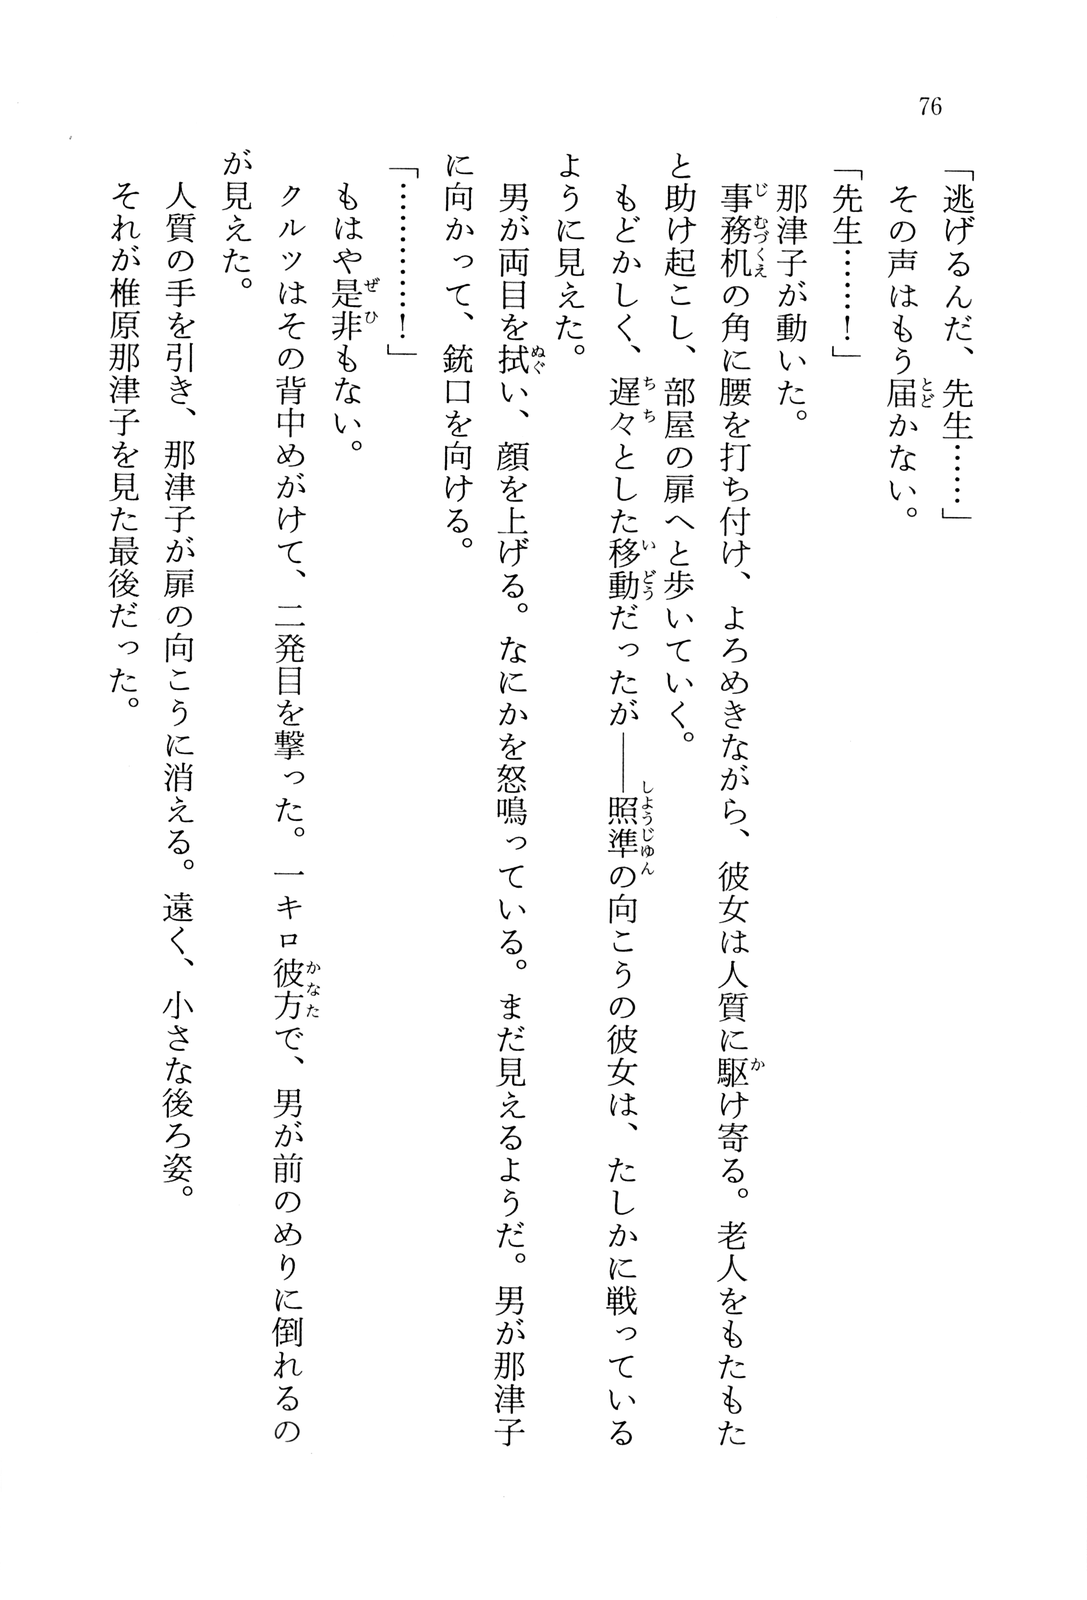 76
「逃げるんだ、先生……」
その声はもう届かない。
「先生……！」
那津子が動いた。
事務机の角に腰を打ち付け、よろめきながら、彼女は人質に駆け寄る。老人をもたもた
と助け起こし、部屋の扉へと歩いていく。
もどかしく、遅々とした移動だったが――照準の向こうの彼女は、たしかに戦っている
ように見えた。
男が両目を拭い、顔を上げる。なにかを怒鳴っている。まだ見えるようだ。男が那津子
に向かって、銃口を向ける。
「…………！」
もはや是非もない。
クルツはその背中めがけて、二発目を撃った。一キロ彼方で、男が前のめりに倒れるの
が見えた。
人質の手を引き、那津子が扉の向こうに消える。遠く、小さな後ろ姿。
それが椎原那津子を見た最後だった。